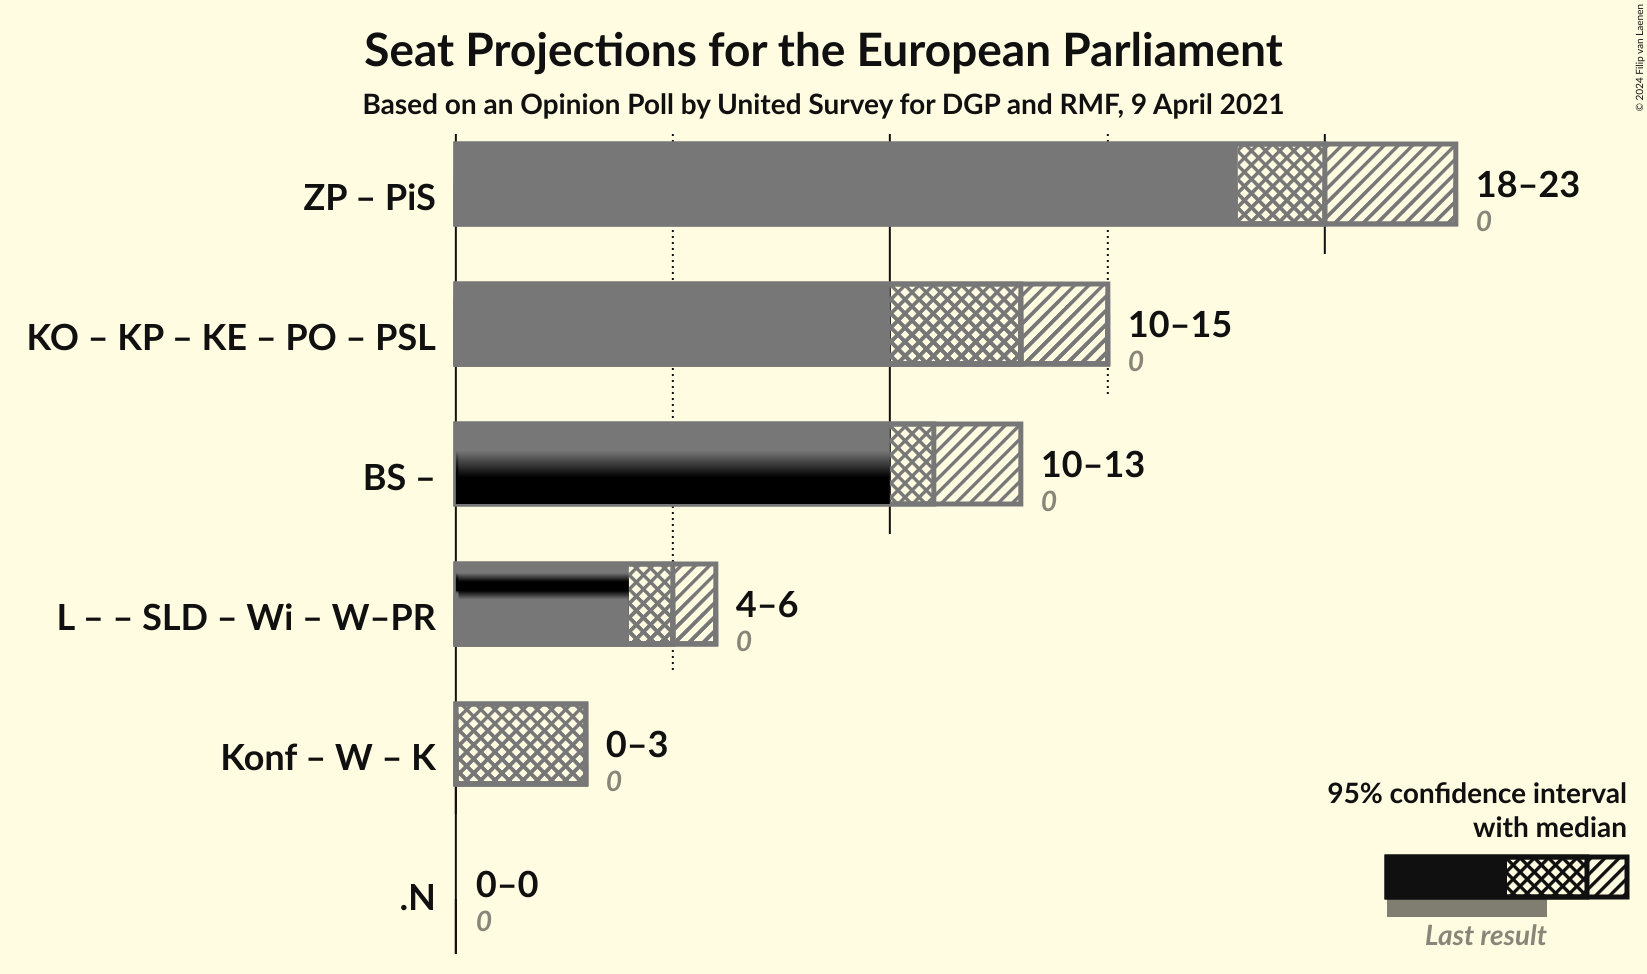 Seat Projections for the European Parliament
Based on an Opinion Poll by United Survey for DGP and RMF, 9 April 2021
© 2024 Filip van Laenen
ZP – PiS
18–23
0
KO – KP – KE – PO – PSL
10–15
0
BS –
10–13
0
L – – SLD – Wi – W–PR
4–6
0
Konf – W – K
0–3
0
.N
0–0
0
95% confidence interval
with median
Last result